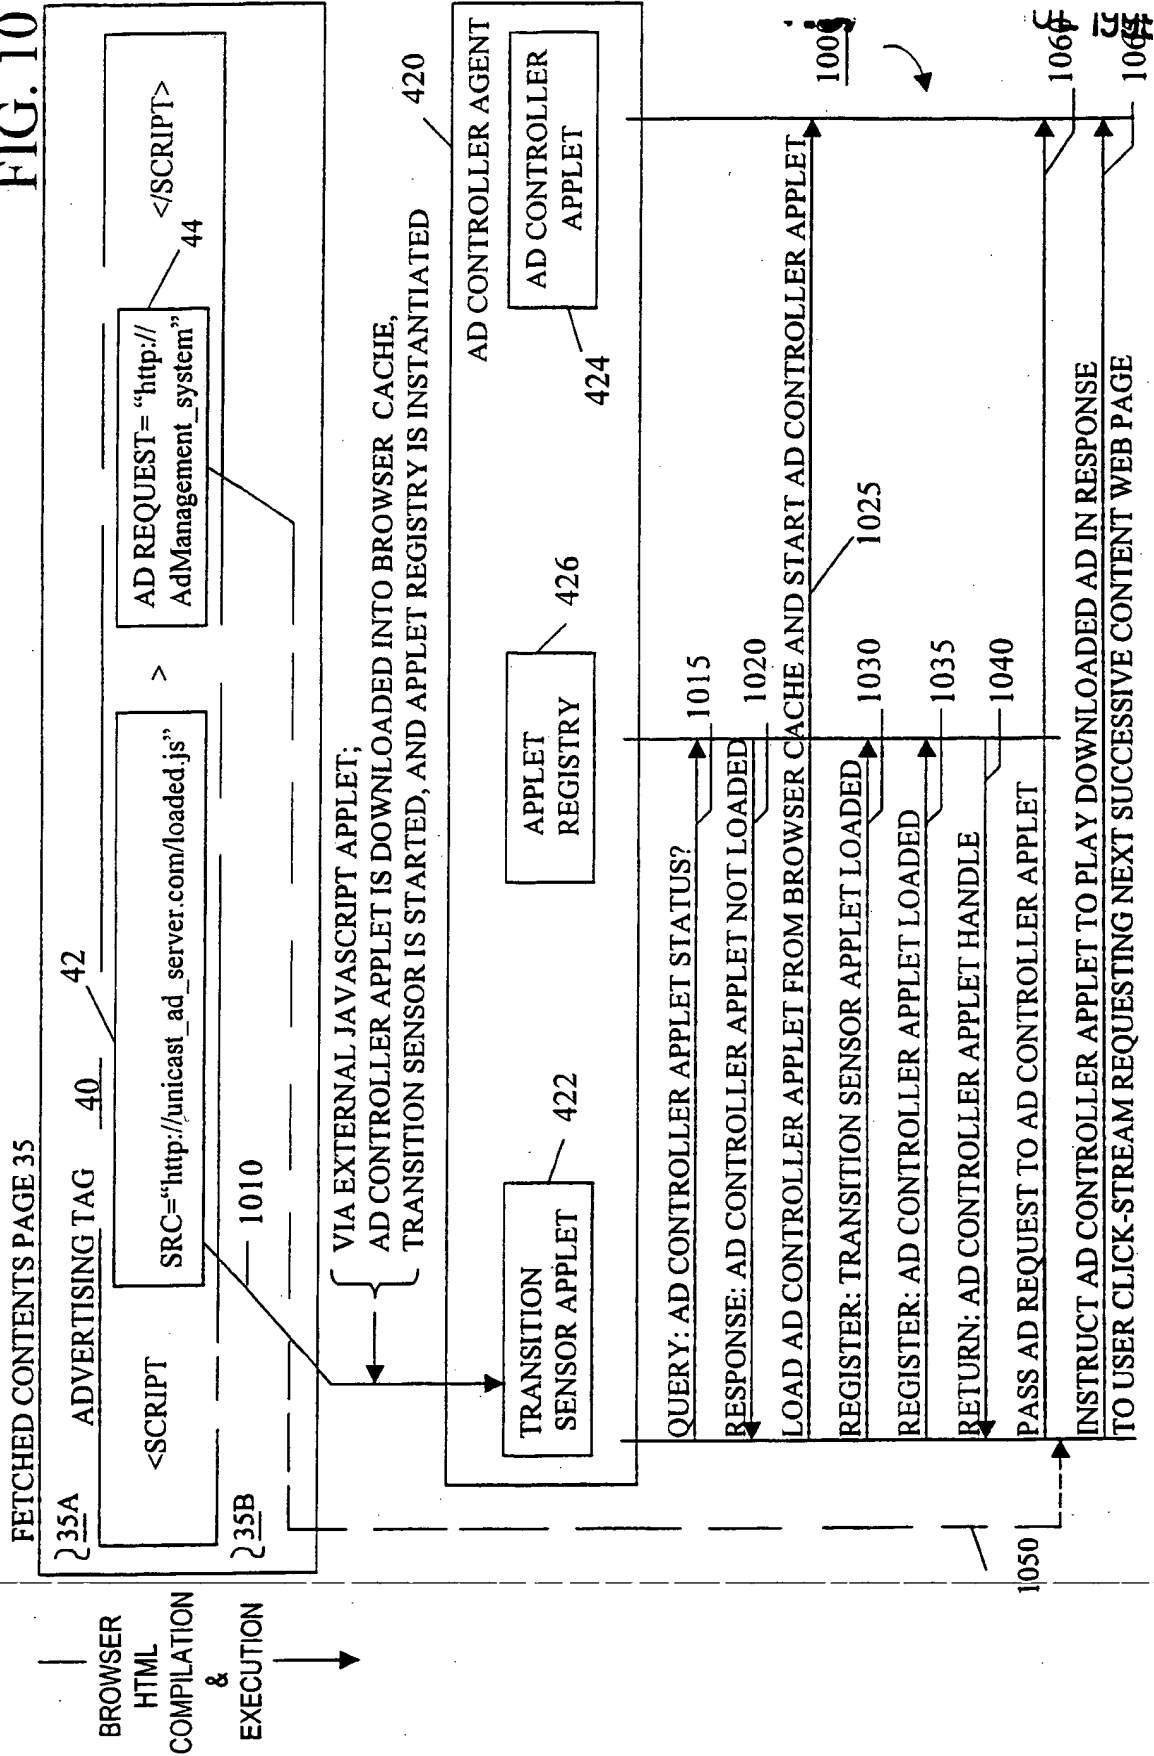 FIG. 10
FETCHED CONTENTS PAGE 35
35A ADVERTISING TAG 40
42
<SCRIPT
SRC="http://unicast_ad_server.com/loaded.js"
>
AD REQUEST= "http://
AdManagement_system"
</SCRIPT>
44
35B
1010
BROWSER
HTML
COMPILATION
&
EXECUTION
VIA EXTERNAL JAVASCRIPT APPLET;
AD CONTROLLER APPLET IS DOWNLOADED INTO BROWSER CACHE,
TRANSITION SENSOR IS STARTED, AND APPLET REGISTRY IS INSTANTIATED
420
AD CONTROLLER AGENT
TRANSITION
SENSOR APPLET
422
APPLET
REGISTRY
426
AD CONTROLLER
APPLET
424
1000
QUERY: AD CONTROLLER APPLET STATUS?
1015
RESPONSE: AD CONTROLLER APPLET NOT LOADED
1020
LOAD AD CONTROLLER APPLET FROM BROWSER CACHE AND START AD CONTROLLER APPLET
1025
REGISTER: TRANSITION SENSOR APPLET LOADED
1030
REGISTER: AD CONTROLLER APPLET LOADED
1035
RETURN: AD CONTROLLER APPLET HANDLE
1040
PASS AD REQUEST TO AD CONTROLLER APPLET
1050
INSTRUCT AD CONTROLLER APPLET TO PLAY DOWNLOADED AD IN RESPONSE
TO USER CLICK-STREAM REQUESTING NEXT SUCCESSIVE CONTENT WEB PAGE